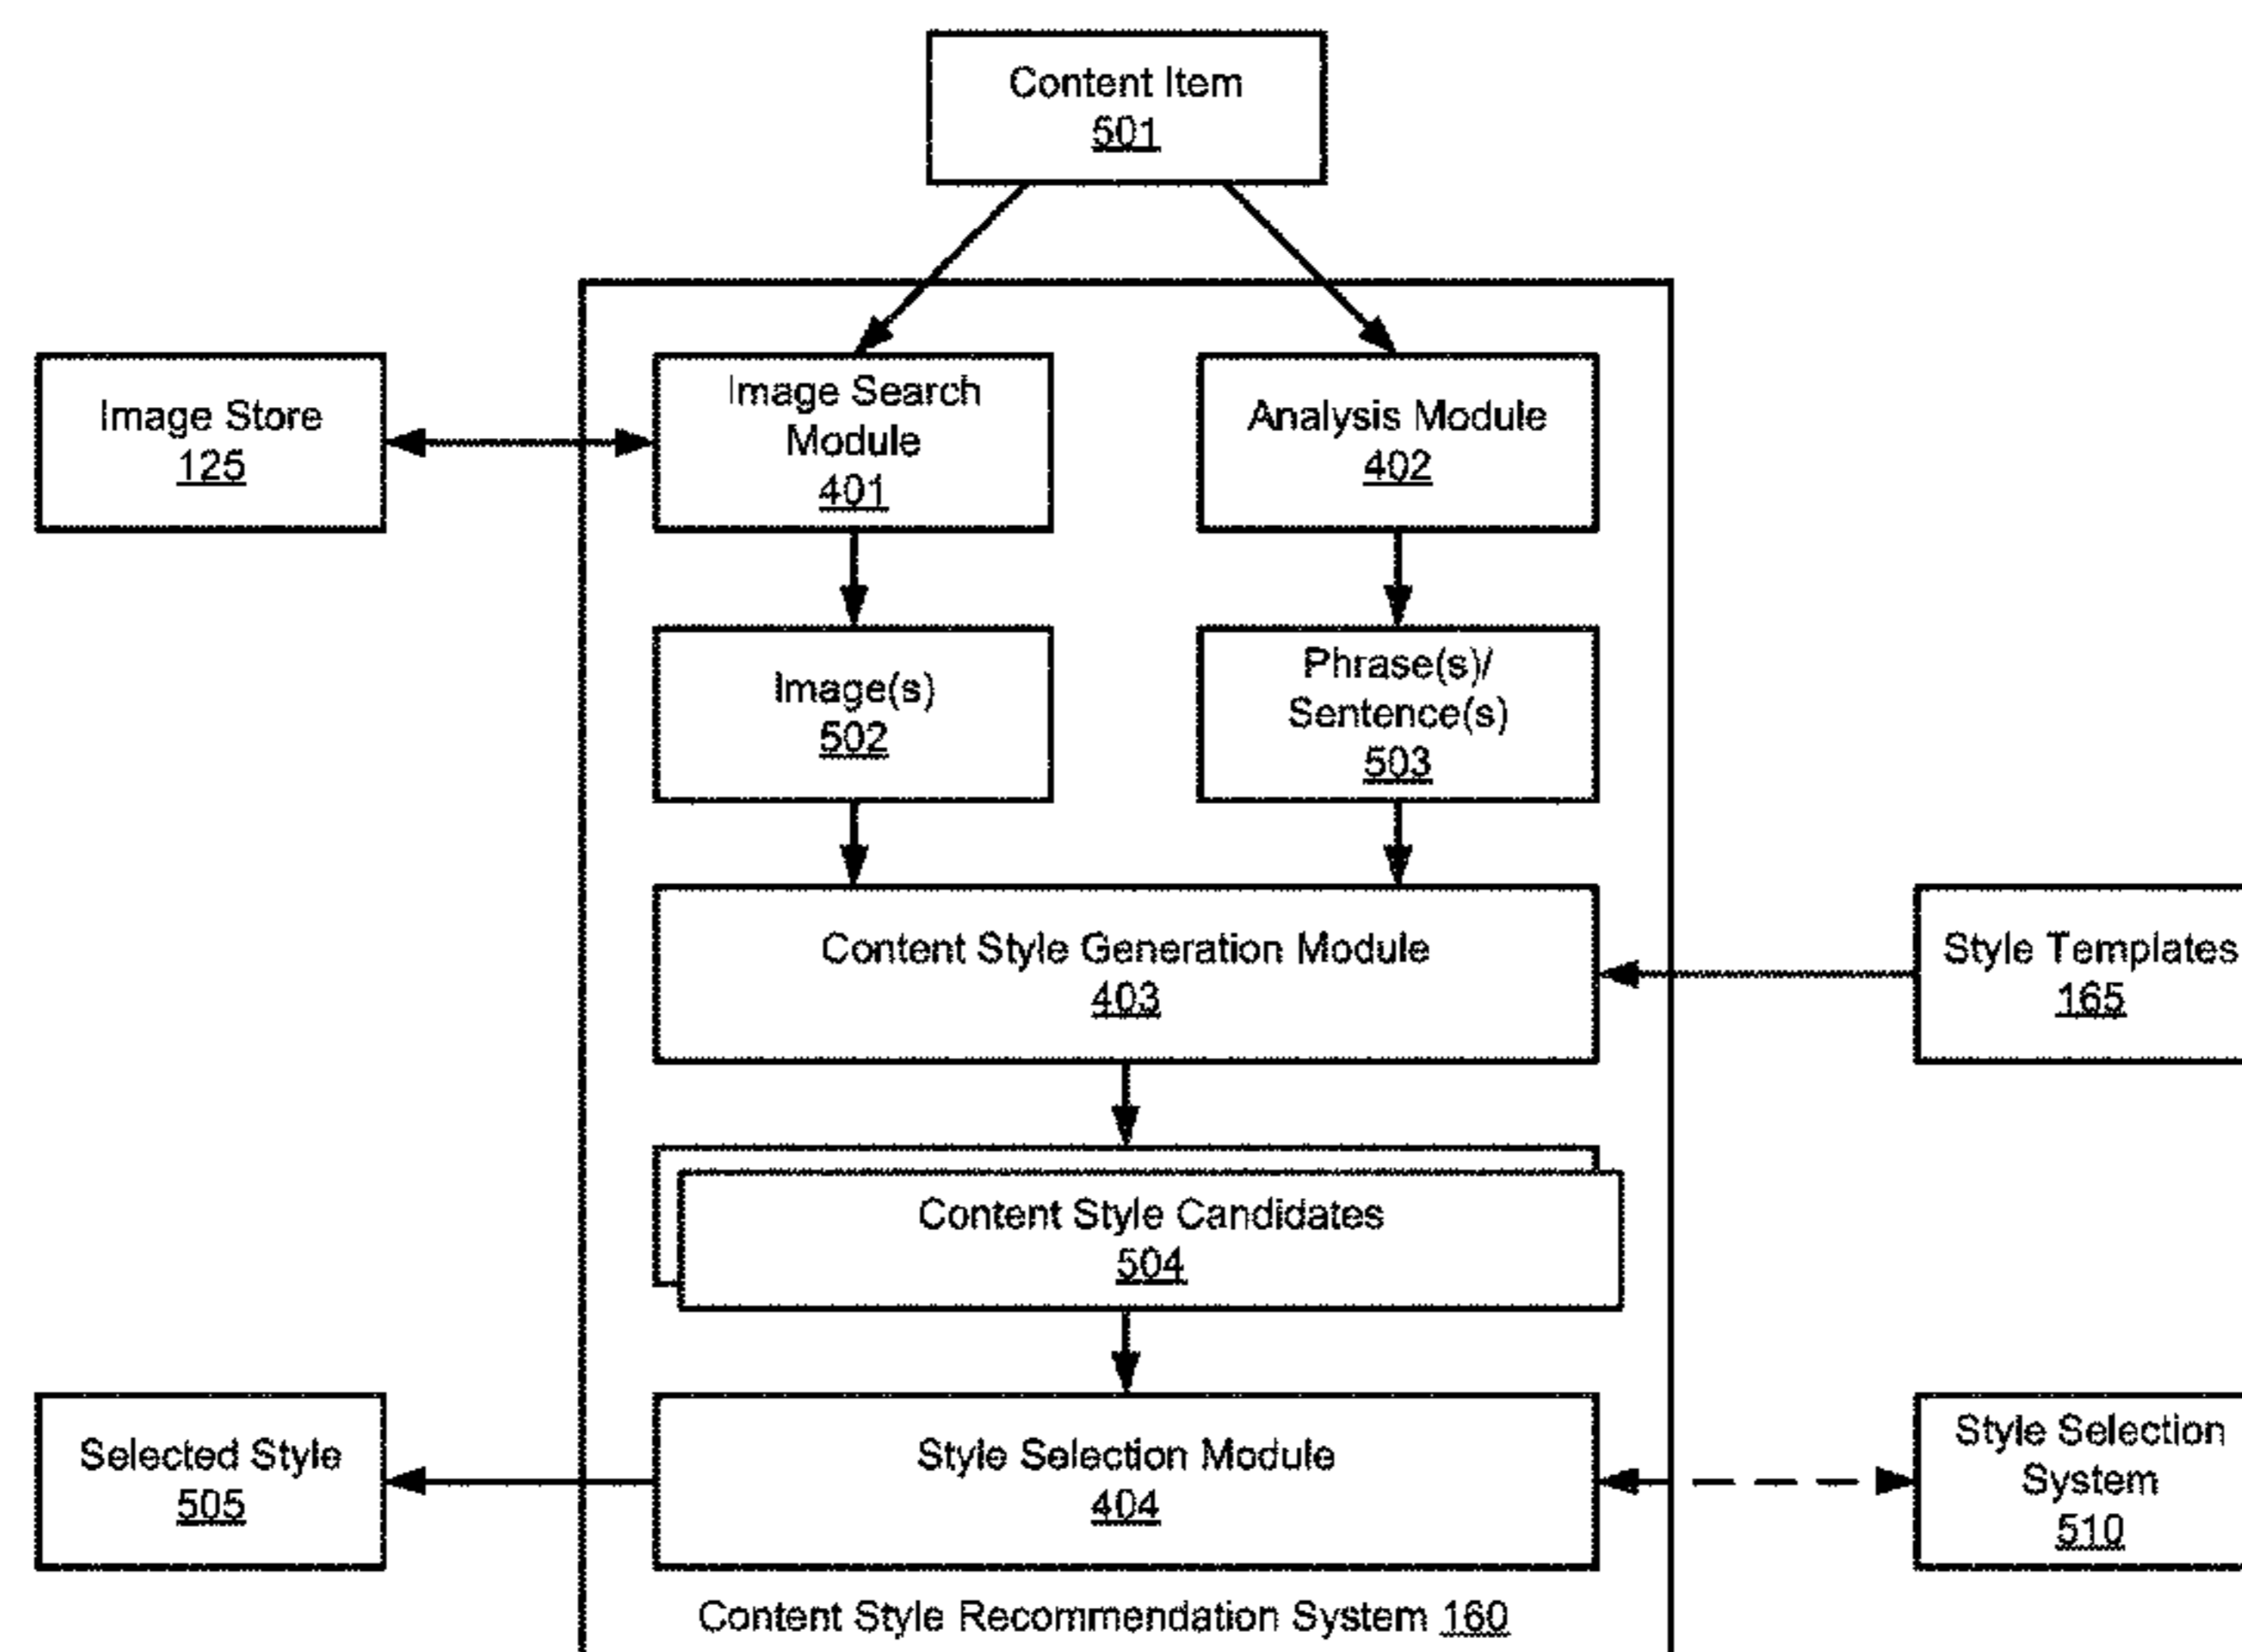 Content Item
501
Image Store
125
Image Search
Module
401
Analysis Module
402
Image(s)
502
Phrase(s)/
Sentence(s)
503
Content Style Generation Module
403
Style Templates
165
Content Style Candidates
504
Selected Style
505
Style Selection Module
404
Style Selection
System
510
Content Style Recommendation System 160